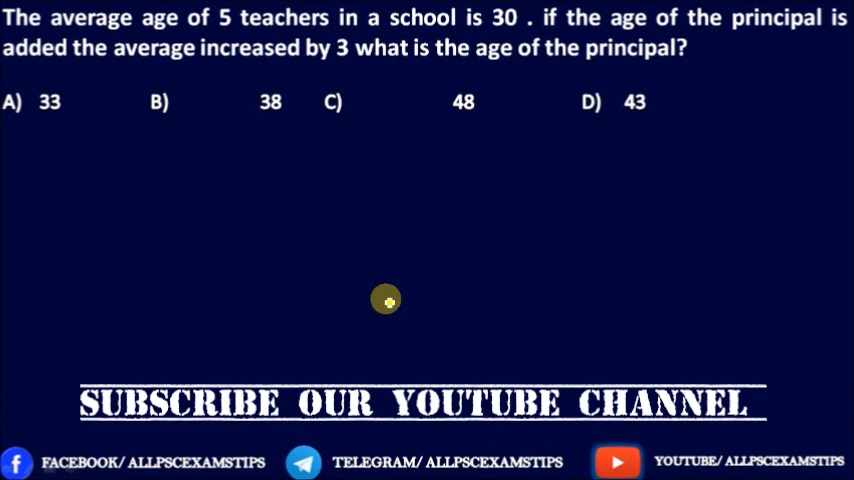 The average age of 5 teachers in a school is 30 . if the age of the principal is
added the average increased by 3 what is the age of the principal?
A) 33 B) 38 C) 48 D) 43
SUBSCRIBE OUR YOUTUBE CHANNEL
FACEBOOK/ ALLPSCEXAMSTIPS TELEGRAM/ ALLPSCEXAMSTIPS YOUTUBE/ ALLPSCEXAMSTIPS